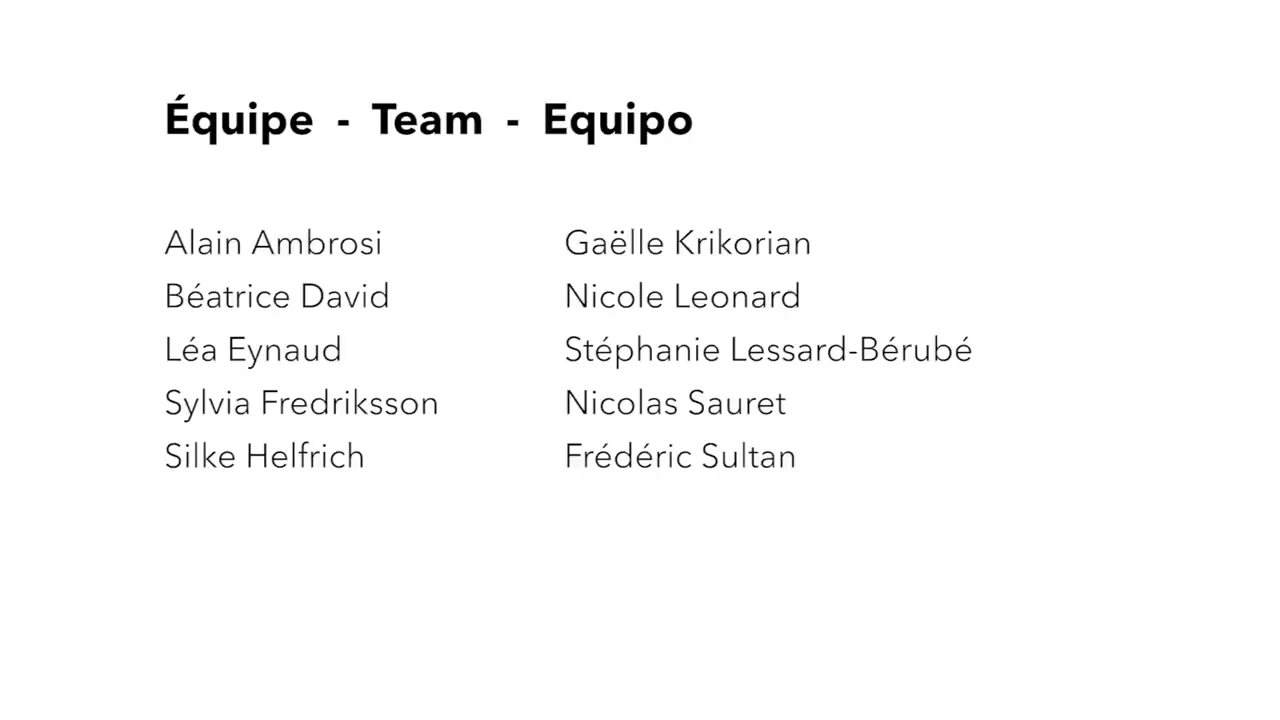 Équipe - Team - Equipo
Alain Ambrosi
Béatrice David
Léa Eynaud
Sylvia Fredriksson
Silke Helfrich
Gaëlle Krikorian
Nicole Leonard
Stéphanie Lessard-Bérubé
Nicolas Sauret
Frédéric Sultan